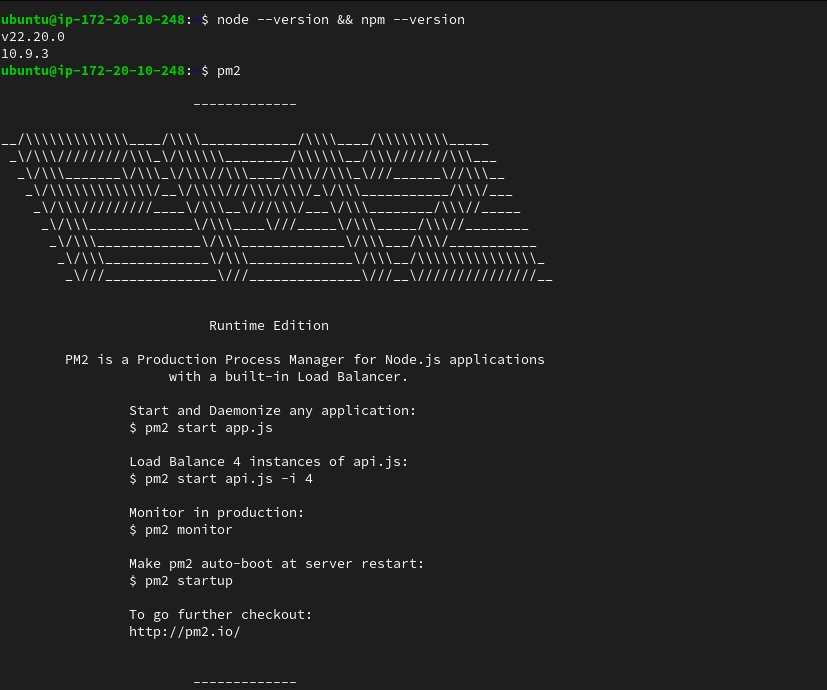 ubuntu@ip-172-20-10-248: $ node --version && npm --version
v22.20.0
10.9.3
ubuntu@ip-172-20-10-248: $ pm2
-------------
__/\\\\\\\\\\\\\____/\\\\____________/\\\\____/\\\\\\\\\_____
_\/\\\/////////\\\_\/\\\\\\________/\\\\\\__/\\\///////\\\___
_\/\\\_______\/\\\_\/\\\//\\\____/\\\//\\\_\///______\//\\\__
_\/\\\\\\\\\\\\\/__\/\\\\///\\\/\\\/_\/\\\___________/\\\/___
_\/\\\/////////____\/\\\__\///\\\/___\/\\\________/\\\//_____
_\/\\\_____________\/\\\____\///_____\/\\\_____/\\\//________
_\/\\\_____________\/\\\_____________\/\\\___/\\\/___________
_\/\\\_____________\/\\\_____________\/\\\__/\\\\\\\\\\\\\\\_
_\///______________\///______________\///__\///////////////__
Runtime Edition
PM2 is a Production Process Manager for Node.js applications
with a built-in Load Balancer.
Start and Daemonize any application:
$ pm2 start app.js
Load Balance 4 instances of api.js:
$ pm2 start api.js -i 4
Monitor in production:
$ pm2 monitor
Make pm2 auto-boot at server restart:
$ pm2 startup
To go further checkout:
http://pm2.io/
-------------